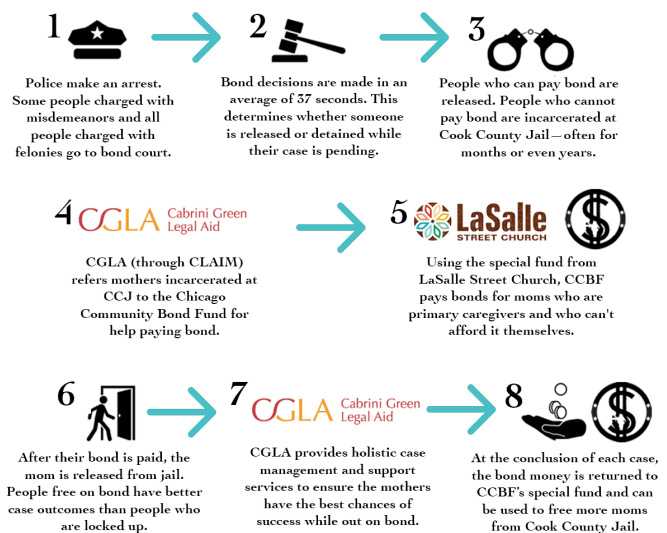 1
Police make an arrest.
Some people charged with
misdemeanors and all
people charged with
felonies go to bond court.
2
Bond decisions are made in an
average of 37 seconds. This
determines whether someone
is released or detained while
their case is pending.
3
People who can pay bond are
released. People who cannot
pay bond are incarcerated at
Cook County Jail—often for
months or even years.
4
CGLA Cabrini Green
Legal Aid
CGLA (through CLAIM)
refers mothers incarcerated at
CCJ to the Chicago
Community Bond Fund for
help paying bond.
5
LaSalle
STREET CHURCH
$
Using the special fund from
LaSalle Street Church, CCBF
pays bonds for moms who are
primary caregivers and who can't
afford it themselves.
6
After their bond is paid, the
mom is released from jail.
People free on bond have better
case outcomes than people who
are locked up.
7
CGLA Cabrini Green
Legal Aid
CGLA provides holistic case
management and support
services to ensure the mothers
have the best chances of
success while out on bond.
8
$
At the conclusion of each case,
the bond money is returned to
CCBF's special fund and can
be used to free more moms
from Cook County Jail.